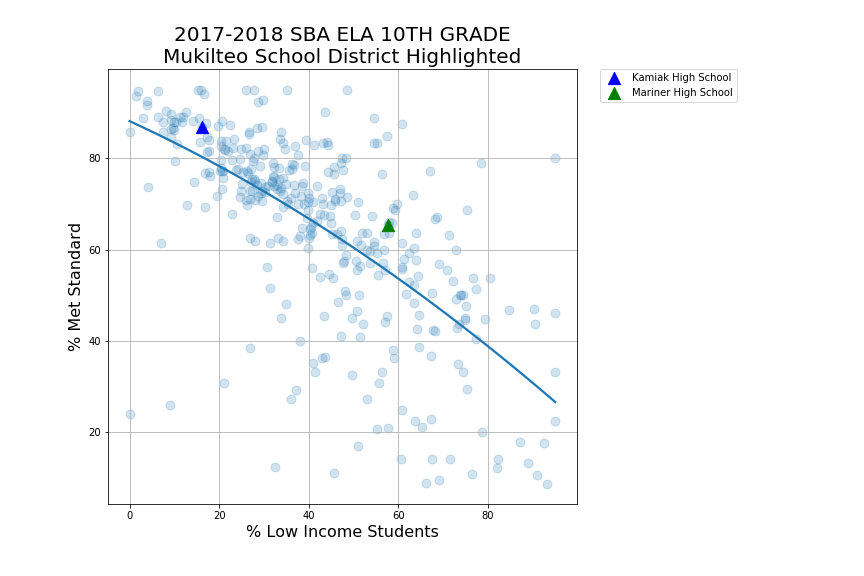 2017-2018 SBA ELA 10TH GRADE
Mukilteo School District Highlighted
Kamiak High School
Mariner High School
% Met Standard
80
60
40
20
0
20
40
60
80
% Low Income Students